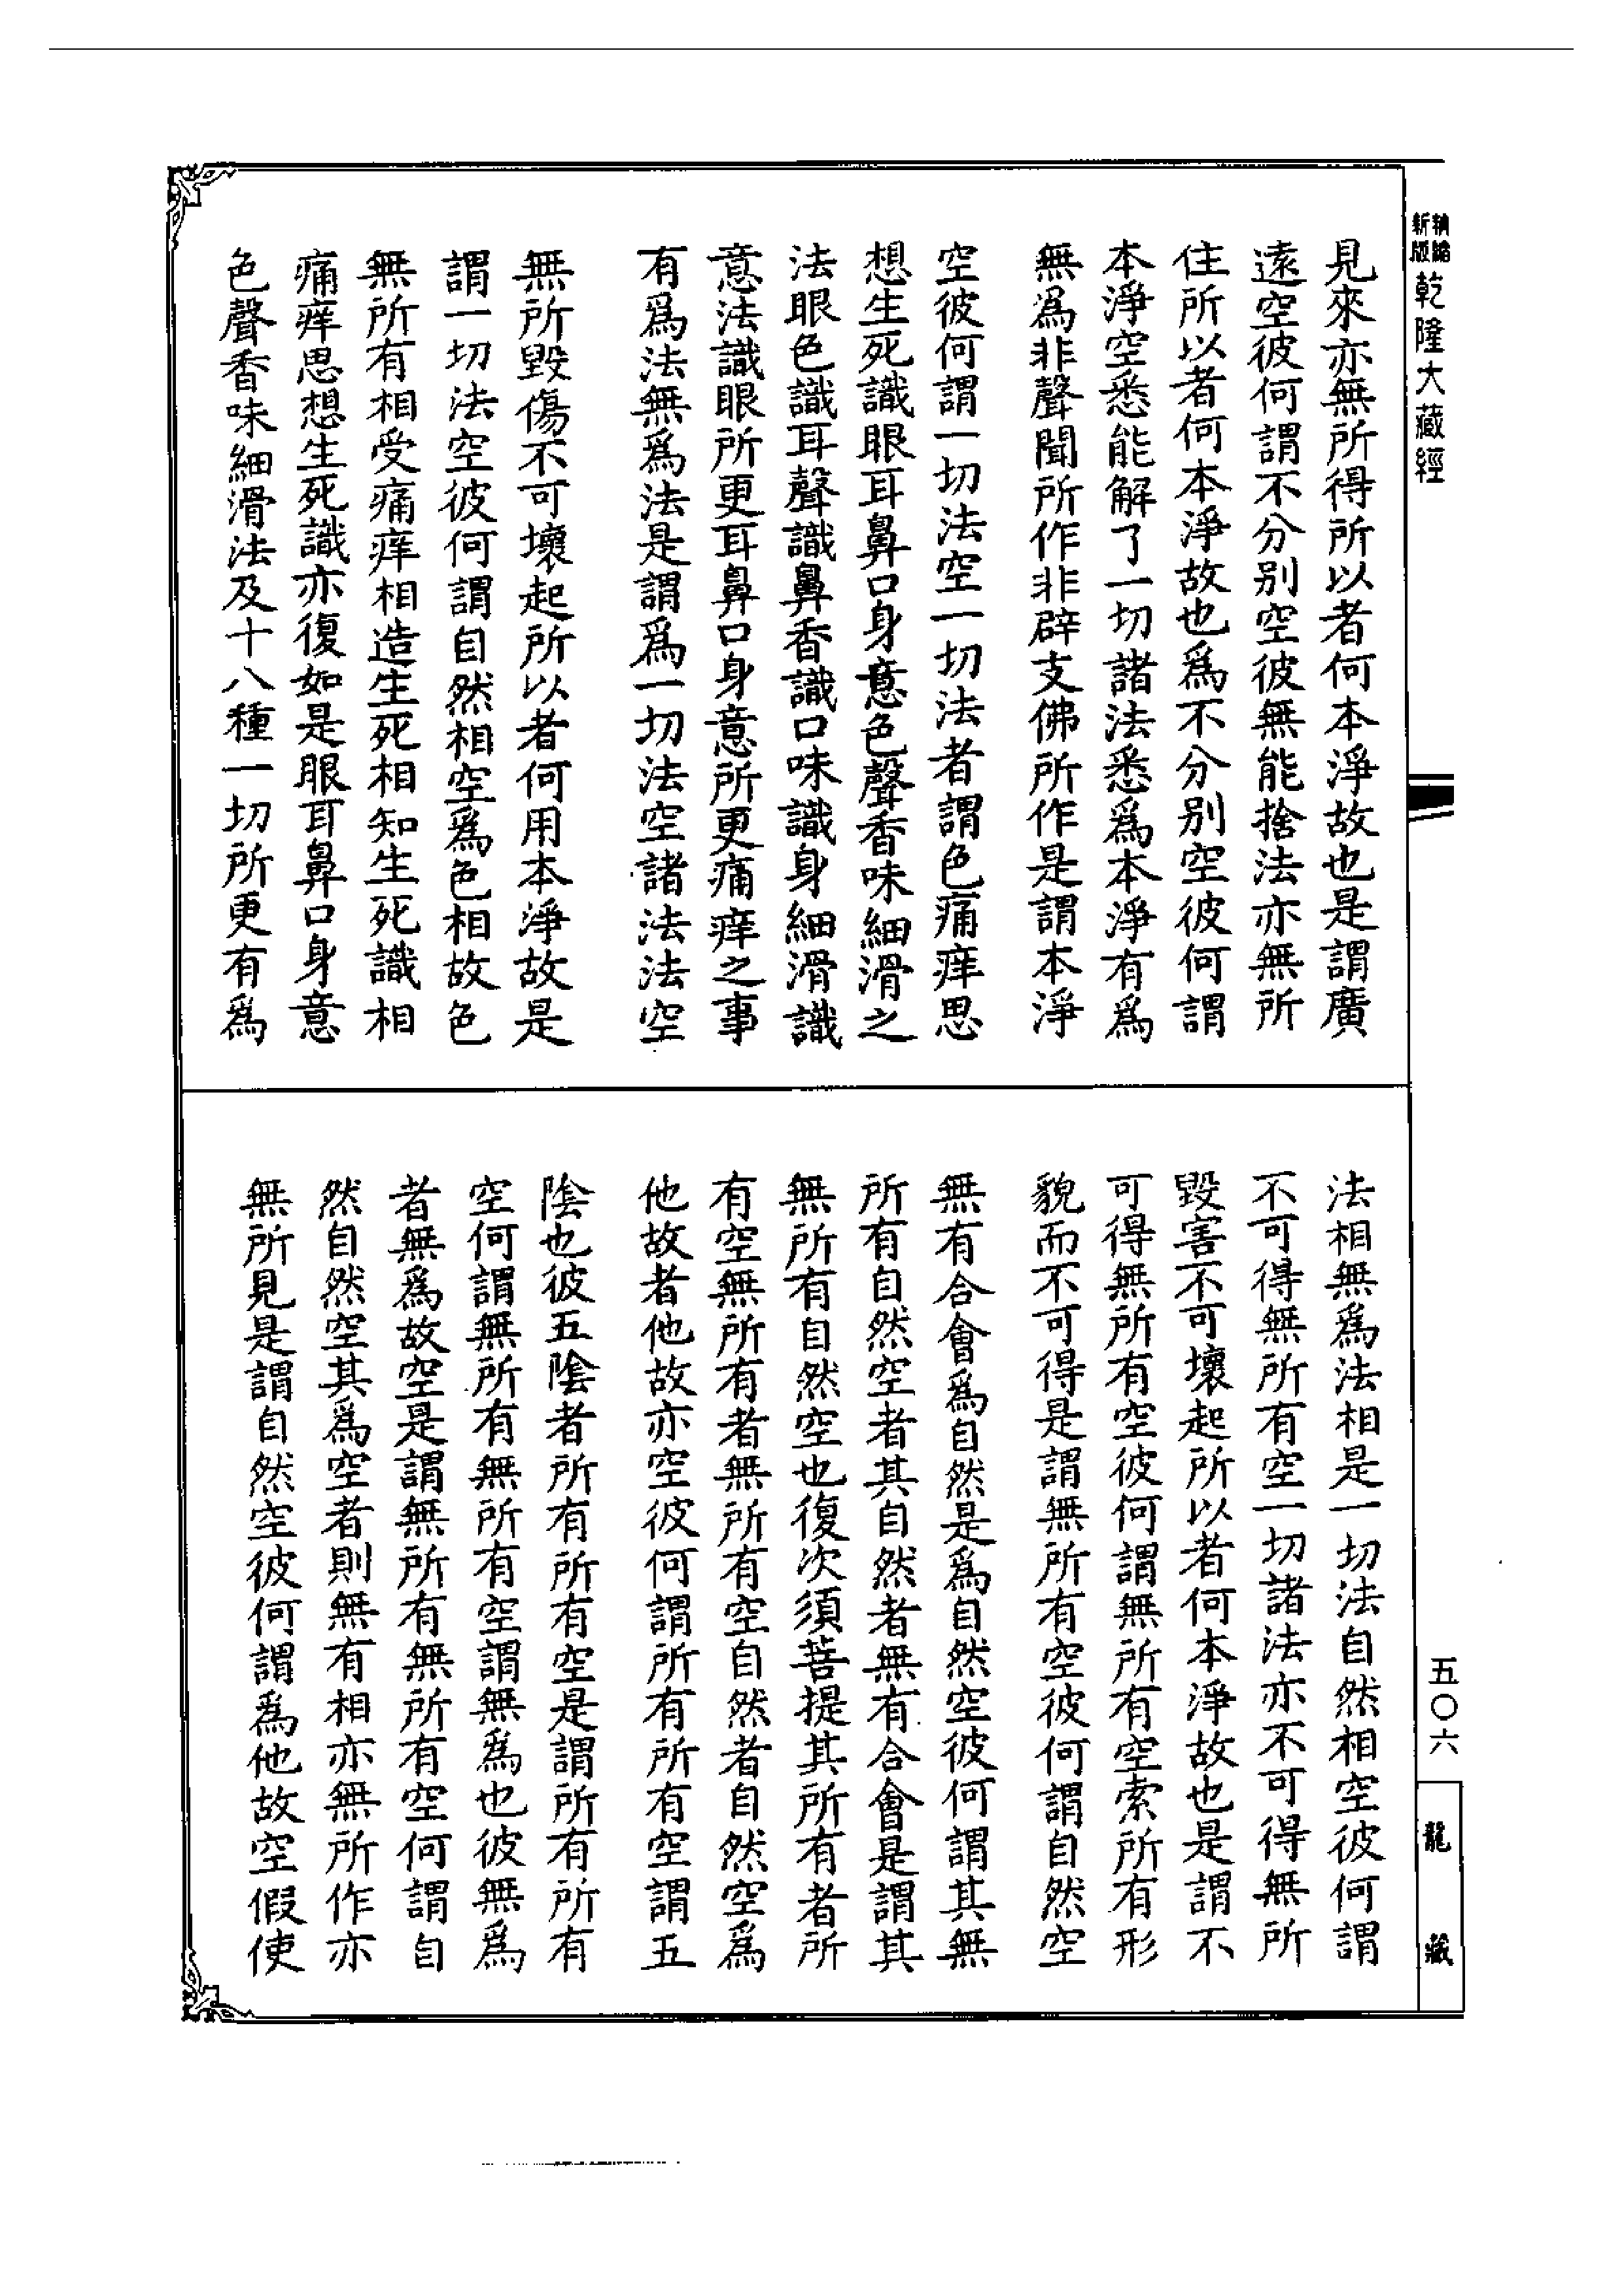 新版 精縮 乾隆大藏經
見來亦無所得所以者何本淨故也是謂廣
遠空彼何謂不分别空彼無能捨法亦無所
住所以者何本淨故也爲不分别空彼何謂
本淨空悉能解了一切諸法悉爲本淨有爲
無爲非聲聞所作非辟支佛所作是謂本淨
空彼何謂一切法空一切法者謂色痛痒思
想生死識眼耳鼻口身意色聲香味細滑之
法眼色識耳聲識鼻香識口味識身細滑識
意法識眼所更耳鼻口身意所更痛痒之事
有爲法無爲法是謂爲一切法空諸法法空
無所毀傷不可壞起所以者何用本淨故是
謂一切法空彼何謂自然相空爲色相故色
無所有相受痛痒相造生死相知生死識相
痛痒思想生死識亦復如是眼耳鼻口身意
色聲香味細滑法及十八種一切所更有爲
法相無爲法相是一切法自然相空彼何謂
不可得無所有空一切諸法亦不可得無所
毀害不可壞起所以者何本淨故也是謂不
可得無所有空彼何謂無所有空索所有形
貌而不可得是謂無所有空彼何謂自然空
無有合會爲自然是爲自然空彼何謂其無
所有自然空者其自然者無有合會是謂其
無所有自然空也復次須菩提其所有者所
有空無所有者無所有空自然者自然空爲
他故者他故亦空彼何謂所有所有空謂五
陰也彼五陰者所有所有空是謂所有所有
空何謂無所有無所有空謂無爲也彼無爲
者無爲故空是謂無所有無所有空何謂自
然自然空其爲空者則無有相亦無所作亦
無所見是謂自然空彼何謂爲他故空假使
五〇六
龍藏